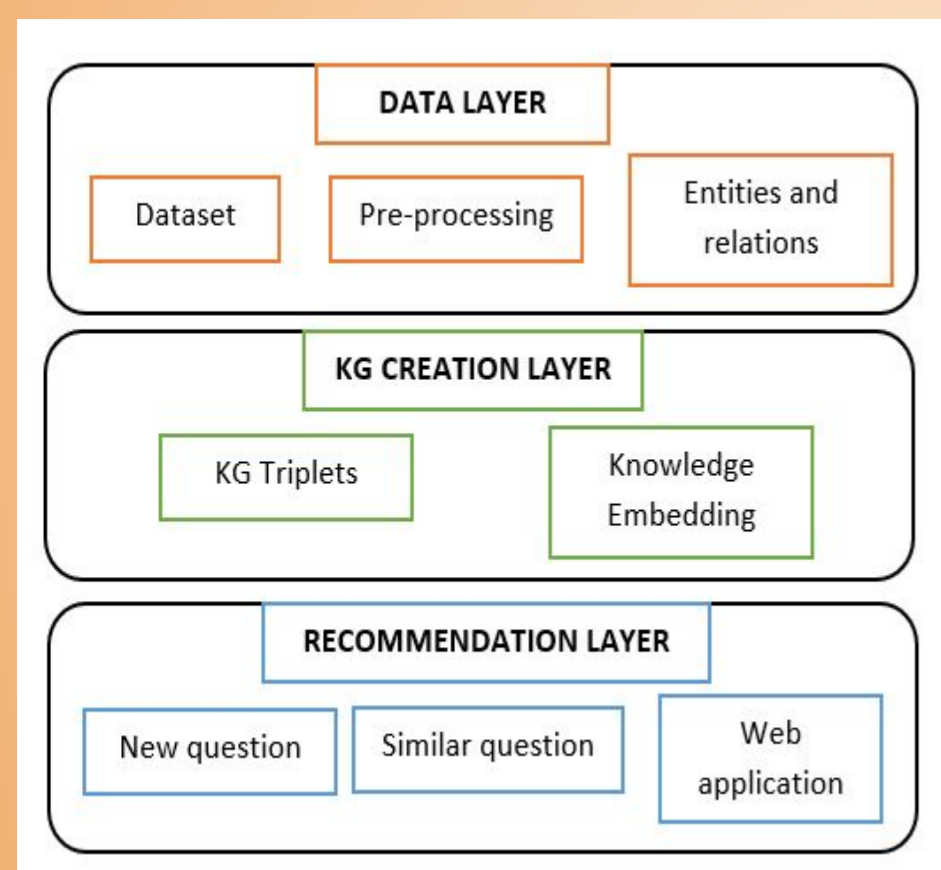 DATA LAYER
Dataset
Pre-processing
Entities and
relations
KG CREATION LAYER
KG Triplets
Knowledge
Embedding
RECOMMENDATION LAYER
New question
Similar question
Web
application